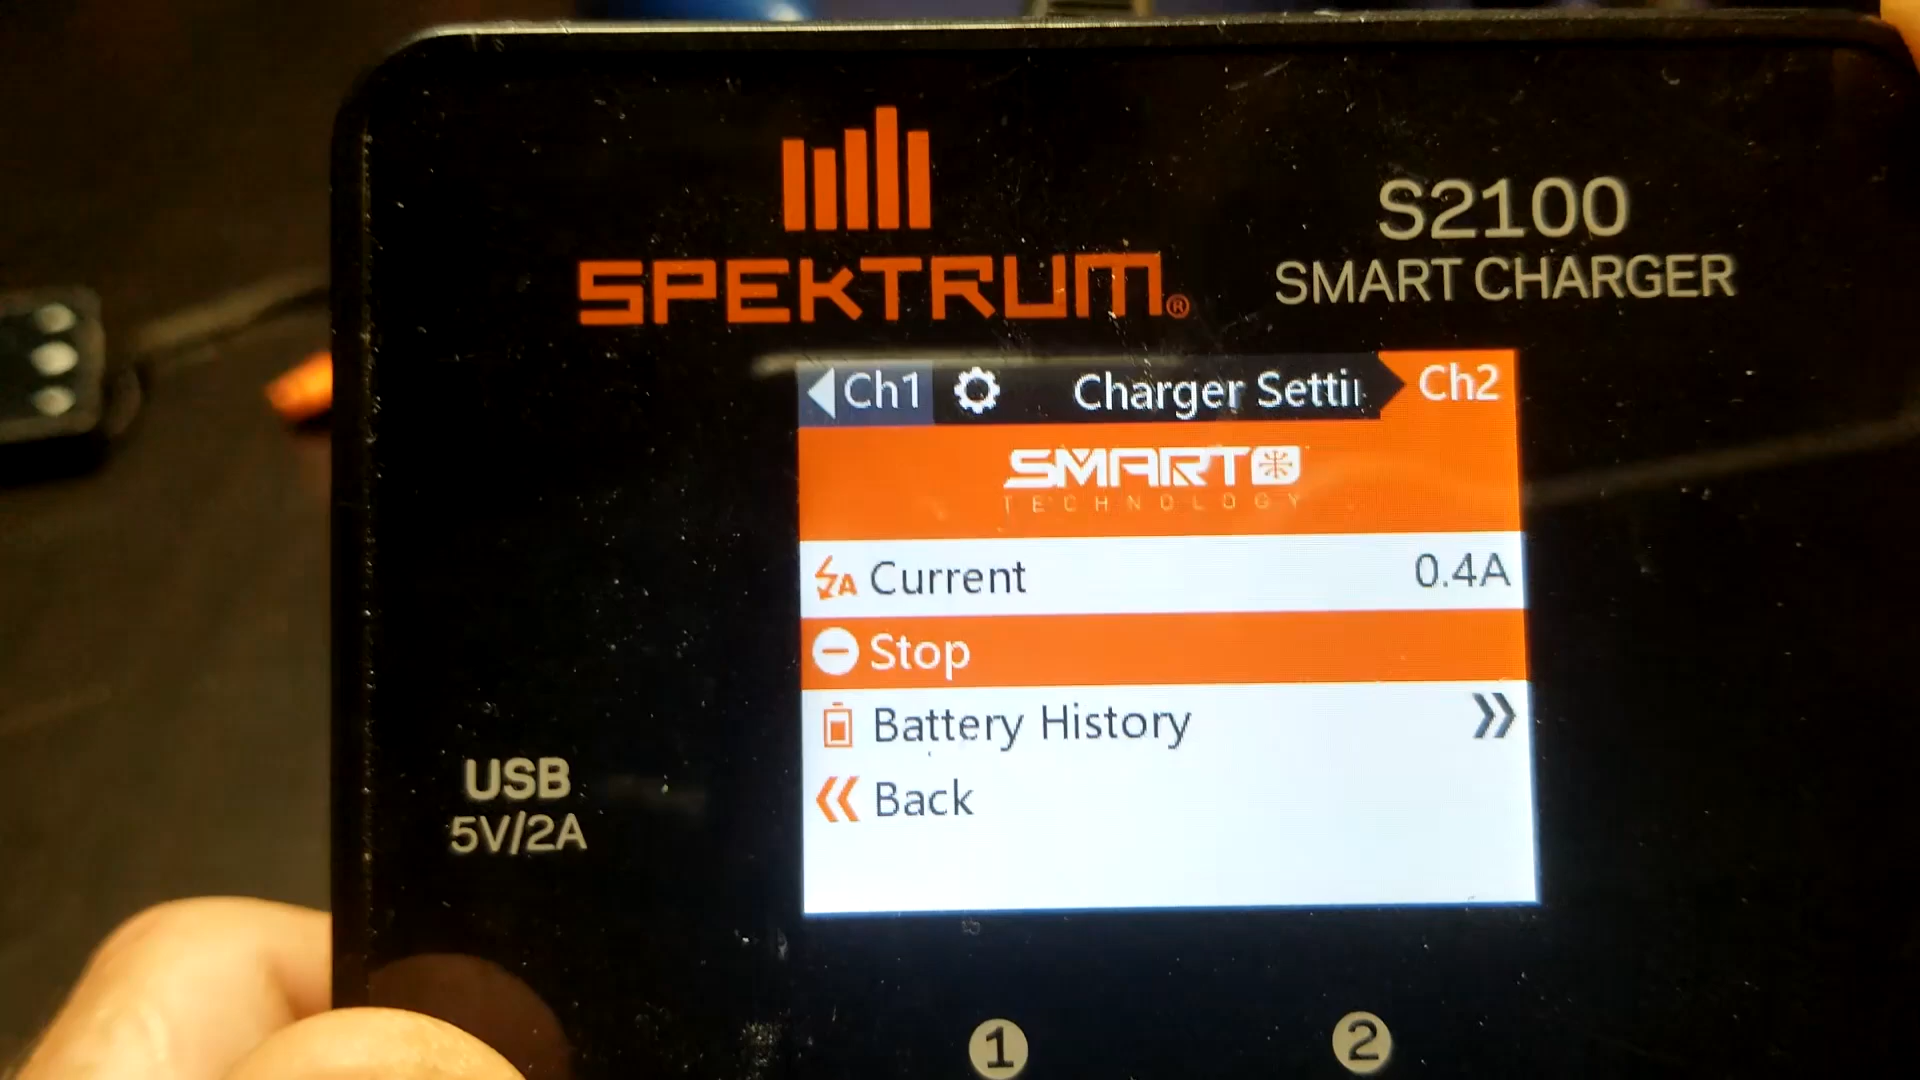 SPEKTRUM®
S2100
SMART CHARGER
Ch1 Charger Setti Ch2
SMART
TECHNOLOGY
A Current 0.4A
Stop
Battery History
Back
USB
5V/2A
1 2